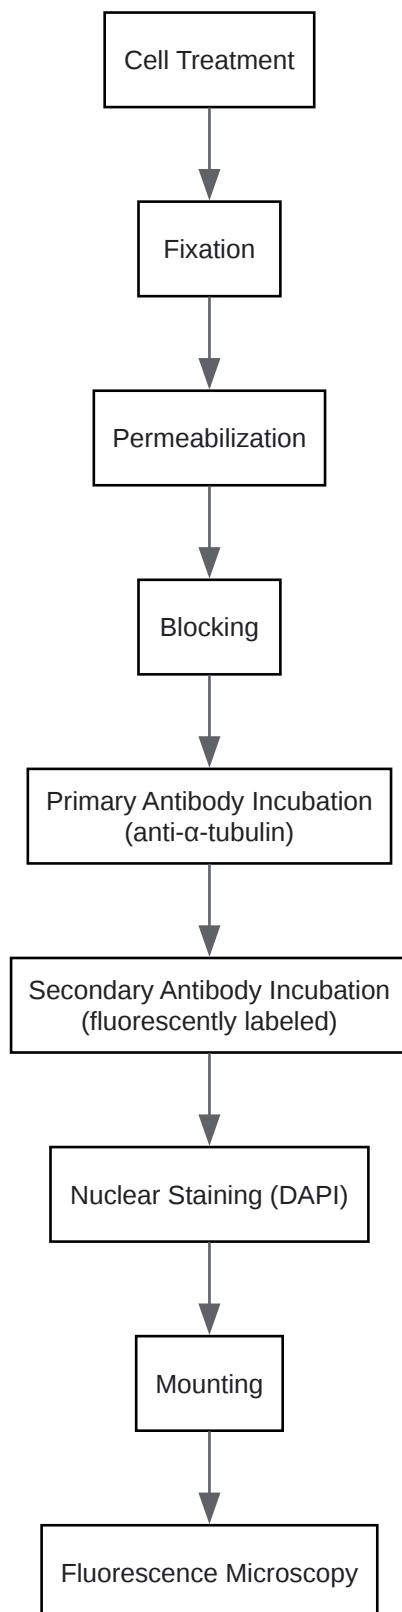 Cell Treatment
Fixation
Permeabilization
Blocking
Primary Antibody Incubation
(anti-α-tubulin)
Secondary Antibody Incubation
(fluorescently labeled)
Nuclear Staining (DAPI)
Mounting
Fluorescence Microscopy